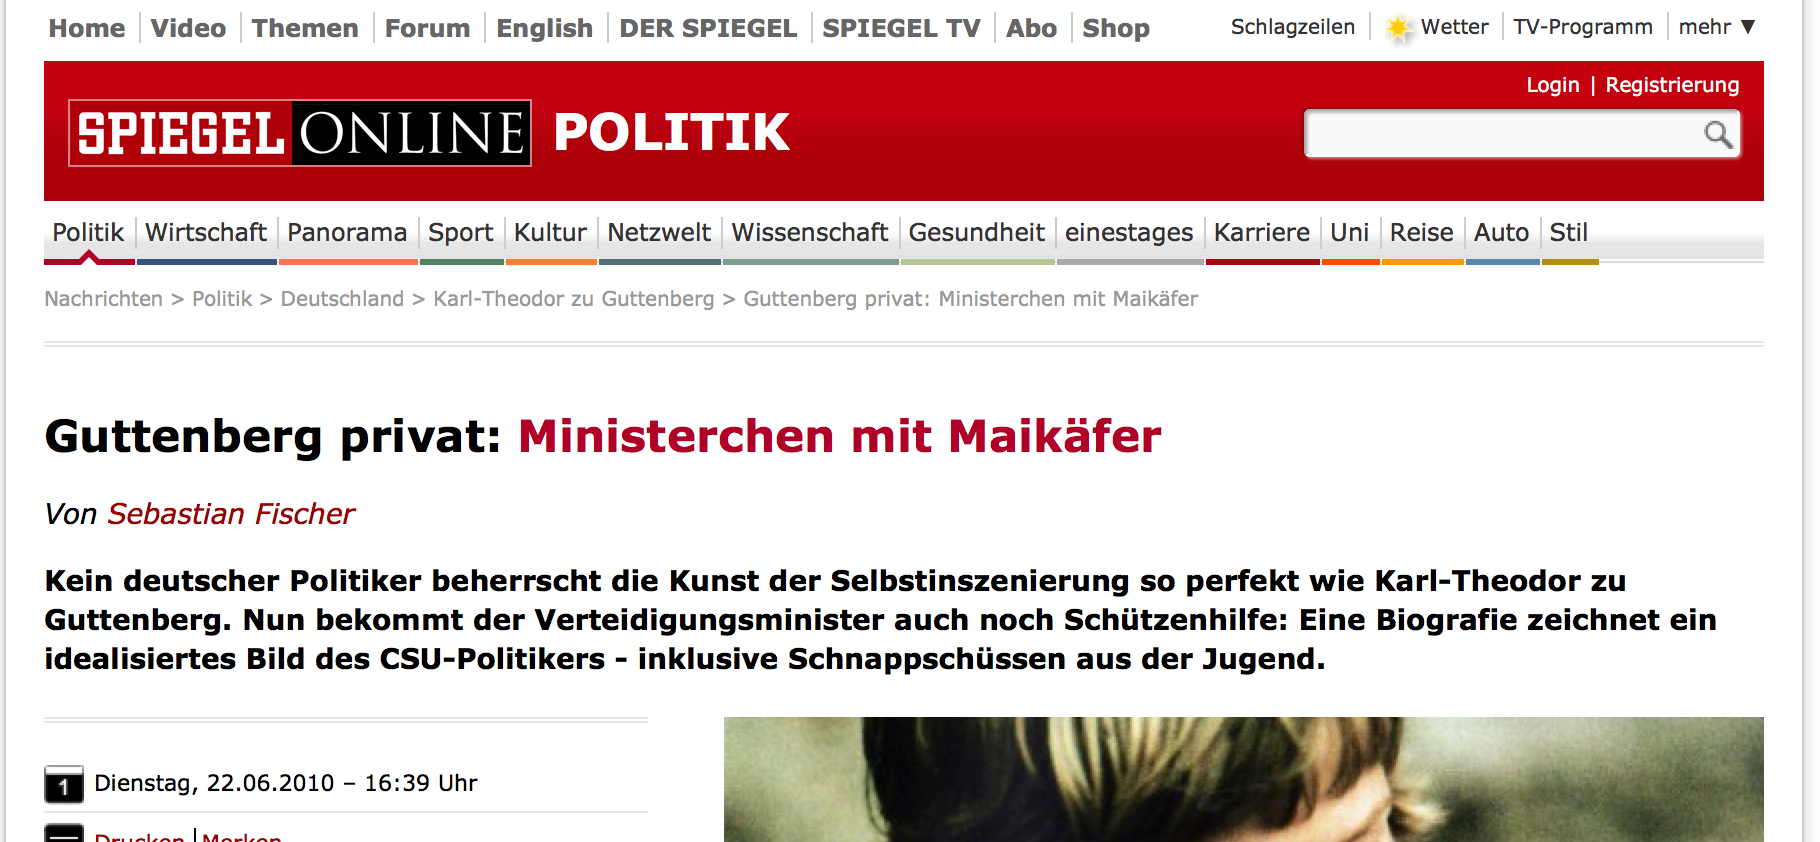 Home Video Themen Forum English DER SPIEGEL SPIEGEL TV Abo Shop Schlagzeilen Wetter TV-Programm mehr ▼
Login | Registrierung
SPIEGEL ONLINE POLITIK
Politik Wirtschaft Panorama Sport Kultur Netzwelt Wissenschaft Gesundheit einestages Karriere Uni Reise Auto Stil
Nachrichten > Politik > Deutschland > Karl-Theodor zu Guttenberg > Guttenberg privat: Ministerchen mit Maikäfer
Guttenberg privat: Ministerchen mit Maikäfer
Von Sebastian Fischer
Kein deutscher Politiker beherrscht die Kunst der Selbstinszenierung so perfekt wie Karl-Theodor zu
Guttenberg. Nun bekommt der Verteidigungsminister auch noch Schützenhilfe: Eine Biografie zeichnet ein
idealisiertes Bild des CSU-Politikers - inklusive Schnappschüssen aus der Jugend.
1 Dienstag, 22.06.2010 – 16:39 Uhr
Drucken | Merken